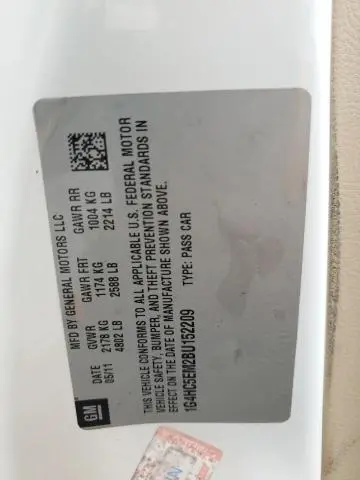 GM
MFD BY GENERAL MOTORS LLC
DATE GVWR GAWR FRT GAWR RR
05/11 2178 KG 1174 KG 1004 KG
4802 LB 2588 LB 2214 LB
THIS VEHICLE CONFORMS TO ALL APPLICABLE U.S. FEDERAL MOTOR
VEHICLE SAFETY, BUMPER, AND THEFT PREVENTION STANDARDS IN
EFFECT ON THE DATE OF MANUFACTURE SHOWN ABOVE.
1G4HC5EM2BU152209 TYPE: PASS CAR